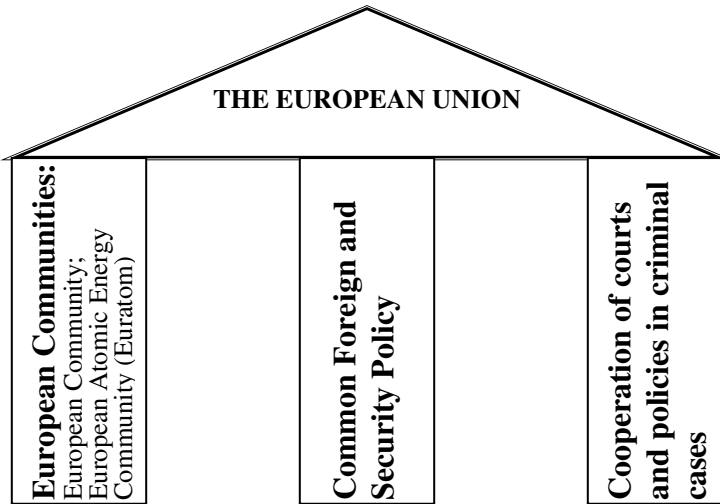 THE EUROPEAN UNION
European Communities:
European Community;
European Atomic Energy
Community (Euratom)
Common Foreign and
Security Policy
Cooperation of courts
and policies in criminal
cases